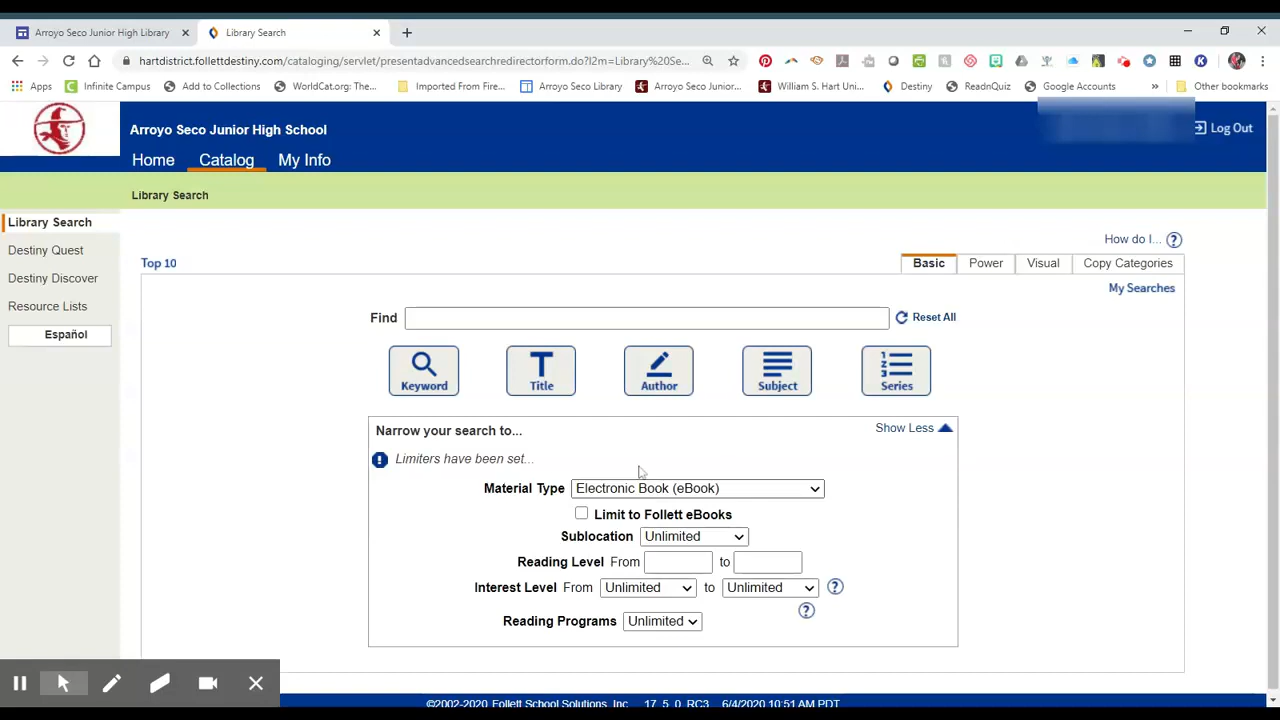 Arroyo Seco Junior High Library
Library Search
hartdistrict.follettdestiny.com/cataloging/servlet/presentadvancedsearchredirectorform.do?l2m=Library%20Se...
Apps
Infinite Campus
Add to Collections
WorldCat.org: The...
Imported From Fire...
Arroyo Seco Library
Arroyo Seco Junior...
William S. Hart Uni...
Destiny
ReadnQuiz
Google Accounts
»
Other bookmarks
Arroyo Seco Junior High School
Log Out
Home
Catalog
My Info
Library Search
Library Search
Destiny Quest
Destiny Discover
Resource Lists
Español
How do I... ?
Top 10
Basic
Power
Visual
Copy Categories
My Searches
Find
Reset All
Keyword
T
Title
Author
Subject
1
2
3
Series
Narrow your search to...
Show Less
! Limiters have been set...
Material Type Electronic Book (eBook)
Limit to Follett eBooks
Sublocation Unlimited
Reading Level From to
Interest Level From Unlimited to Unlimited ?
?
Reading Programs Unlimited
©2002-2020 Follett School Solutions, Inc. 17_5_0_RC3 6/4/2020 10:51 AM PDT